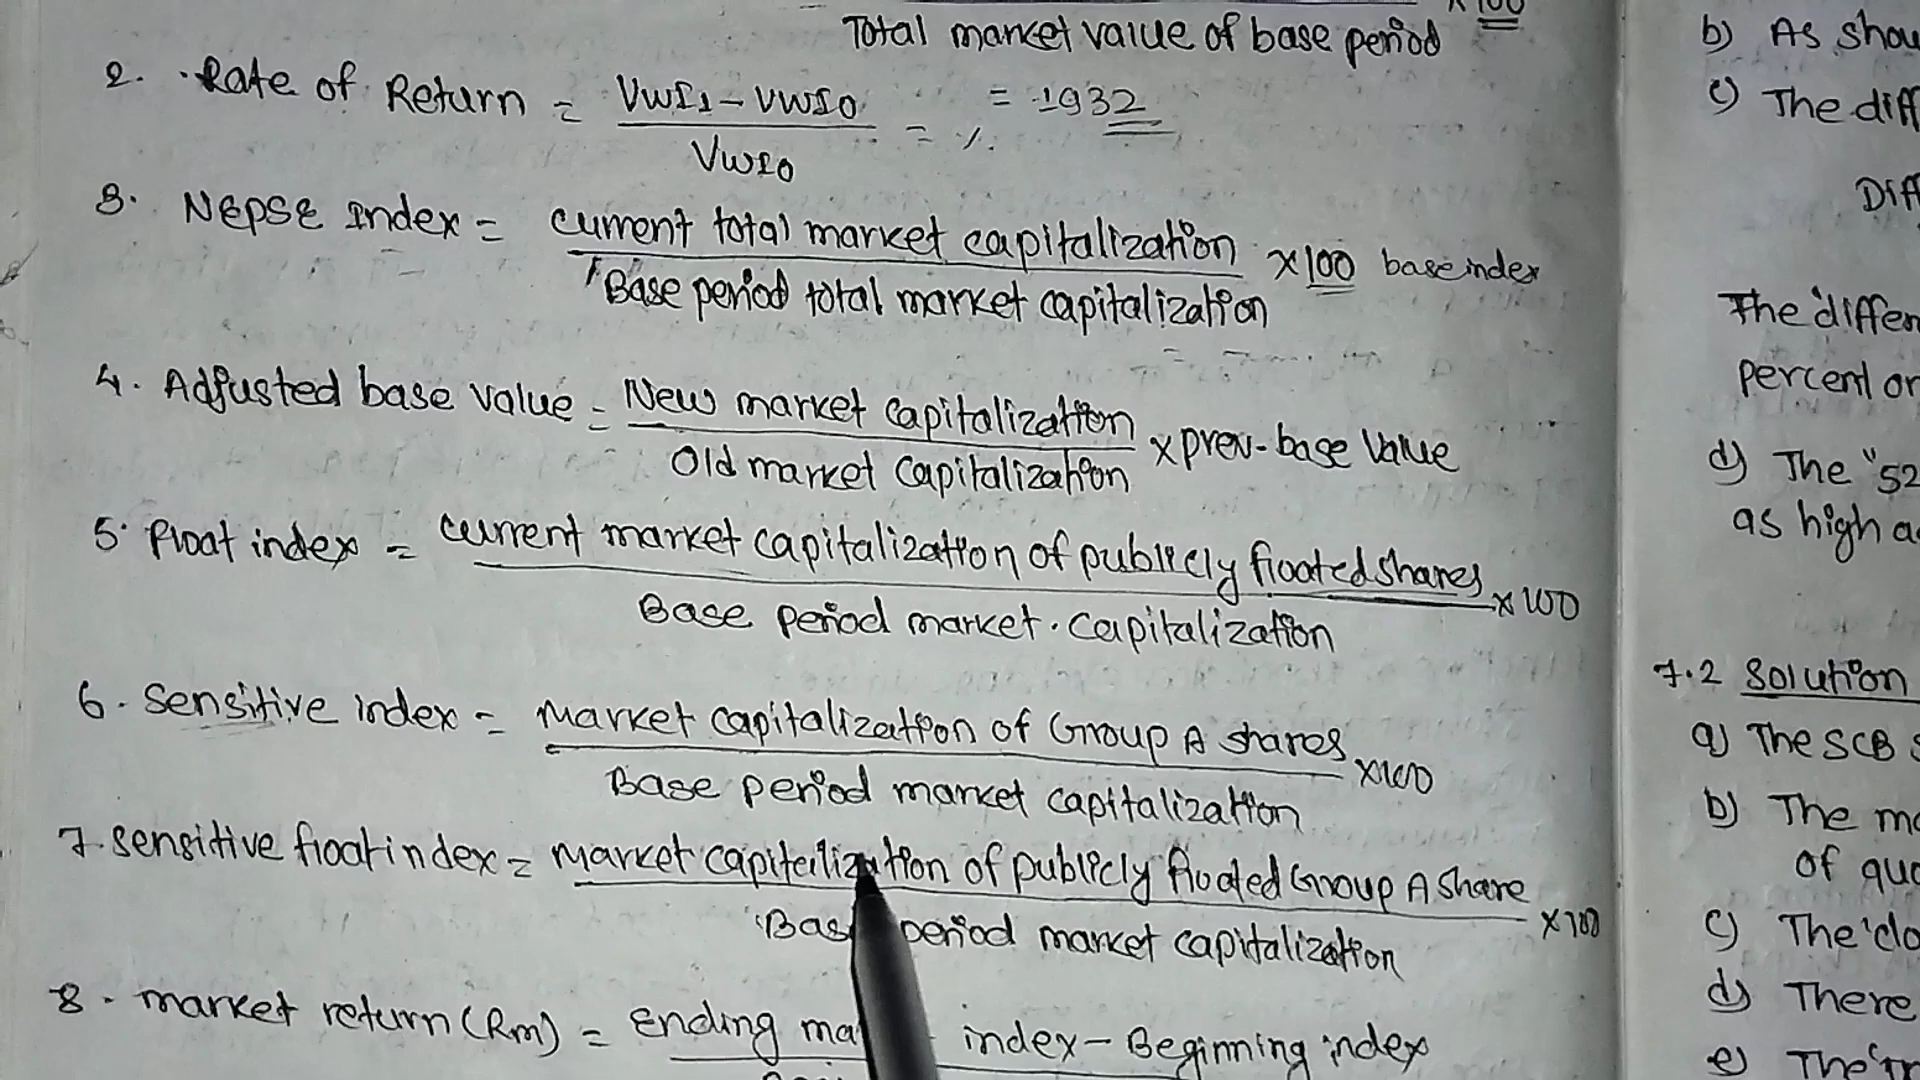 x100
Total market value of base period
2. Rate of Return = VWI1 - VWI0 / VWI0 = % = 1932
3. NEPSE Index = Current total market capitalization / Base period total market capitalization x100 base index
4. Adjusted base value = New market capitalization / Old market capitalization x prev-base value
5. Float index = Current market capitalization of publicly floated shares / Base period market capitalization x 100
6. Sensitive index = Market capitalization of Group A shares / Base period market capitalization x100
7. Sensitive float index = Market capitalization of publicly floated Group A share / Base period market capitalization x 100
8. market return (Rm) = Ending index - Beginning index
b) As
c) The
The
percent
d) The "52
as high
7.2 Solution
a) The SCB
b) The
of
c) The
d) There
e) The